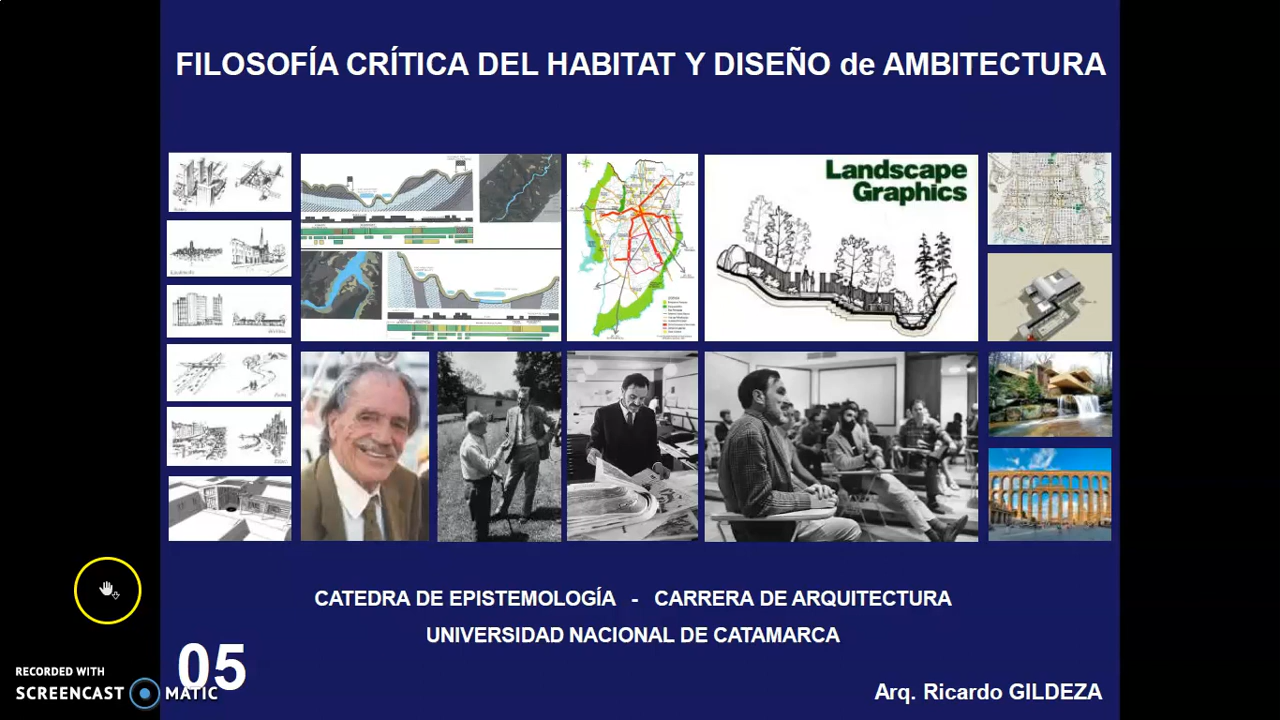 FILOSOFÍA CRÍTICA DEL HABITAT Y DISEÑO de AMBITECTURA
Landscape
Graphics
CATEDRA DE EPISTEMOLOGÍA - CARRERA DE ARQUITECTURA
UNIVERSIDAD NACIONAL DE CATAMARCA
05
Arq. Ricardo GILDEZA
RECORDED WITH
SCREENCAST MATIC